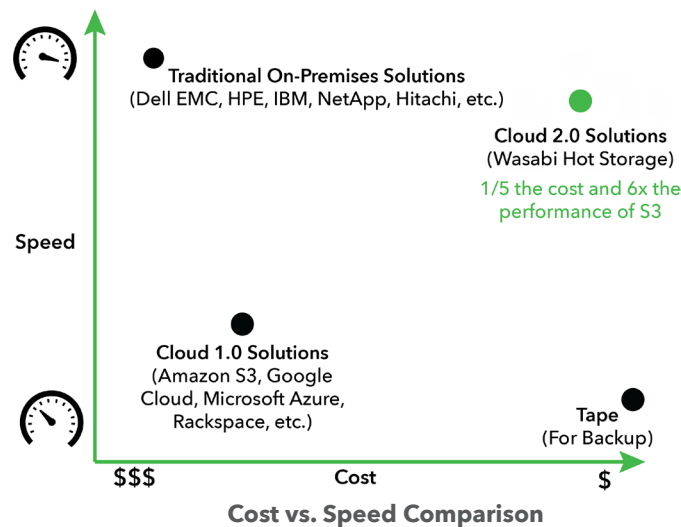 Traditional On-Premises Solutions
(Dell EMC, HPE, IBM, NetApp, Hitachi, etc.)
Cloud 2.0 Solutions
(Wasabi Hot Storage)
1/5 the cost and 6x the
performance of S3
Speed
Cloud 1.0 Solutions
(Amazon S3, Google
Cloud, Microsoft Azure,
Rackspace, etc.)
Tape
(For Backup)
$$$
Cost
$
Cost vs. Speed Comparison